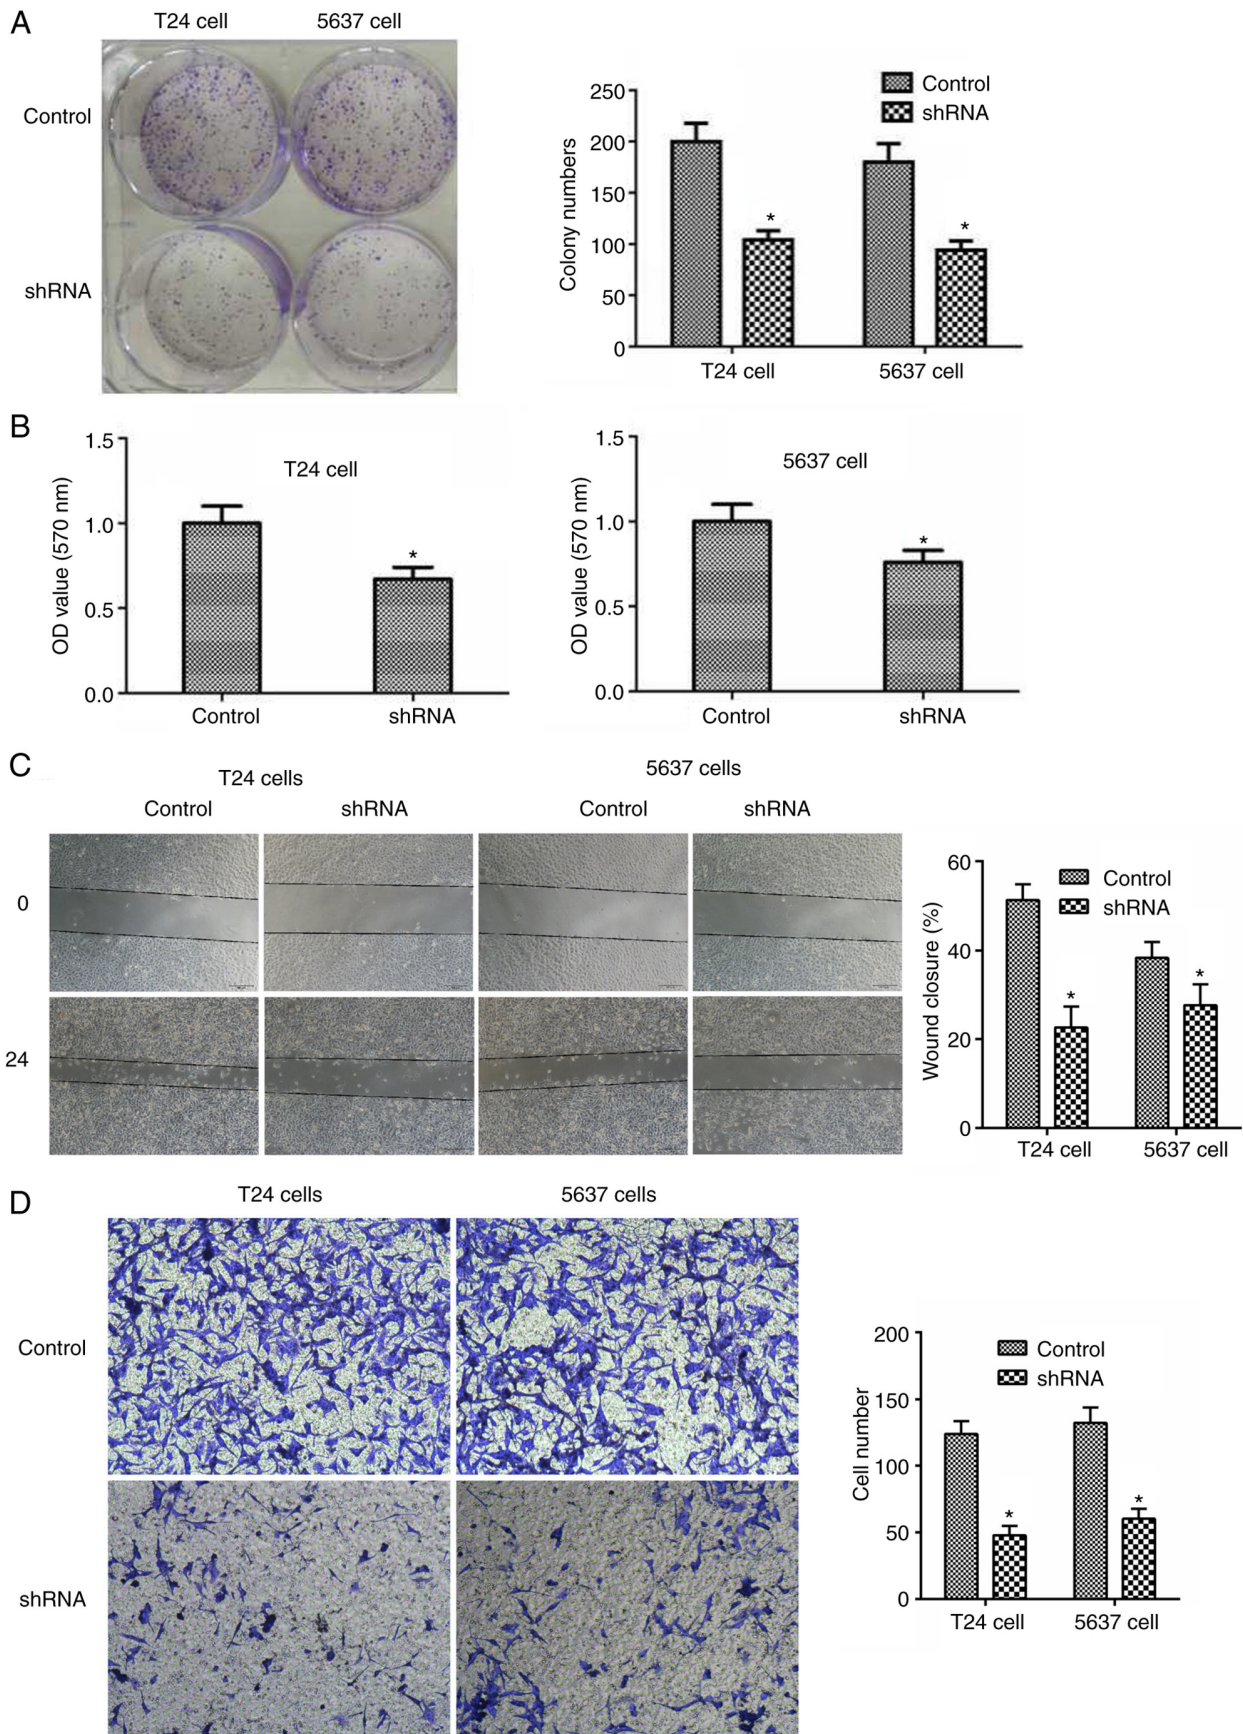 A
T24 cell 5637 cell
Control
shRNA
Control
shRNA
250
200
150
100
50
0
Colony numbers
*
*
T24 cell 5637 cell
B
1.5
1.0
0.5
0.0
OD value (570 nm)
T24 cell
*
Control shRNA
1.5
1.0
0.5
0.0
OD value (570 nm)
5637 cell
*
Control shRNA
C
T24 cells 5637 cells
Control shRNA Control shRNA
0
24
60
40
20
0
Wound closure (%)
Control
shRNA
*
*
T24 cell 5637 cell
D
T24 cells 5637 cells
Control
shRNA
200
150
100
50
0
Cell number
Control
shRNA
*
*
T24 cell 5637 cell